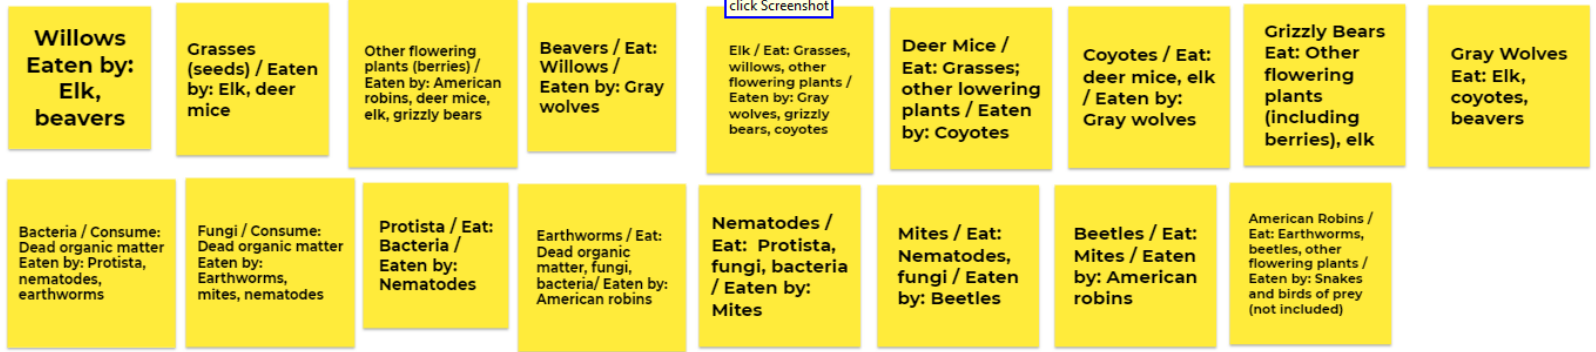 click Screenshot
Willows
Eaten by:
Elk,
beavers
Grasses
(seeds) / Eaten
by: Elk, deer
mice
Other flowering
plants (berries) /
Eaten by: American
robins, deer mice,
elk, grizzly bears
Beavers / Eat:
Willows /
Eaten by: Gray
wolves
Elk / Eat: Grasses,
willows, other
flowering plants /
Eaten by: Gray
wolves, grizzly
bears, coyotes
Deer Mice /
Eat: Grasses;
other lowering
plants / Eaten
by: Coyotes
Coyotes / Eat:
deer mice, elk
/ Eaten by:
Gray wolves
Grizzly Bears
Eat: Other
flowering
plants
(including
berries), elk
Gray Wolves
Eat: Elk,
coyotes,
beavers
Bacteria / Consume:
Dead organic matter
Eaten by: Protista,
nematodes,
earthworms
Fungi / Consume:
Dead organic matter
Eaten by:
Earthworms,
mites, nematodes
Protista / Eat:
Bacteria /
Eaten by:
Nematodes
Earthworms / Eat:
Dead organic
matter, fungi,
bacteria/ Eaten by:
American robins
Nematodes /
Eat:  Protista,
fungi, bacteria
/ Eaten by:
Mites
Mites / Eat:
Nematodes,
fungi / Eaten
by: Beetles
Beetles / Eat:
Mites / Eaten
by: American
robins
American Robins /
Eat: Earthworms,
beetles, other
flowering plants /
Eaten by: Snakes
and birds of prey
(not included)